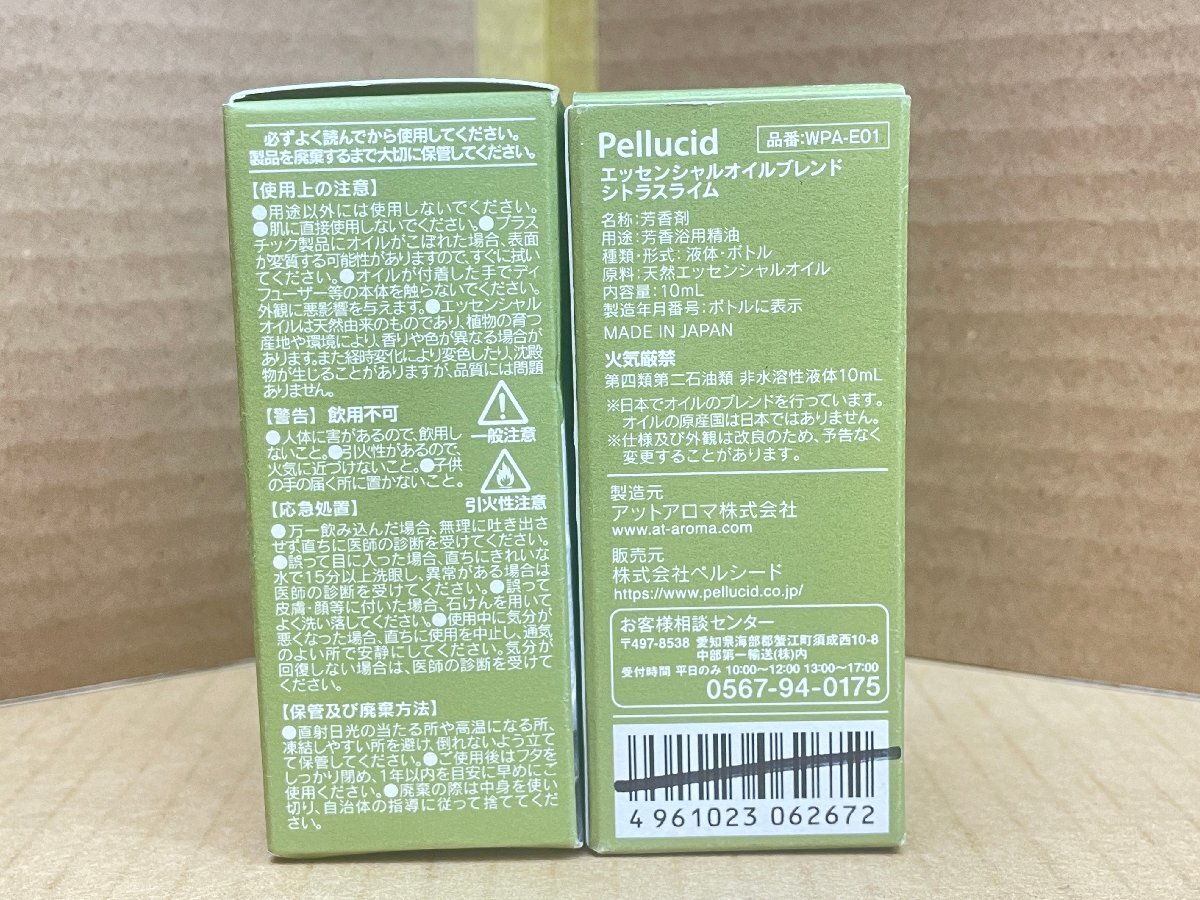 必ずよく読んでから使用してください。
製品を廃棄するまで大切に保管してください。
【使用上の注意】
●用途以外には使用しないでください。
●肌に直接使用しないでください。●プラス
チック製品にオイルがこぼれた場合、表面
が変質する可能性がありますので、すぐに拭い
てください。●オイルが付着した手でディ
フューザー等の本体を触らないでください。
外観に悪影響を与えます。●エッセンシャル
オイルは天然由来のものであり、植物の育つ
産地や環境により、香りや色が異なる場合が
あります。また経時変化により変色したり、沈殿
物が生じることがありますが、品質には問題
ありません。
【警告】飲用不可
●人体に害があるので、飲用し
ないこと。●引火性があるので、
火気に近づけないこと。●子供
の手の届く所に置かないこと。
一般注意
引火性注意
【応急処置】
●万一飲み込んだ場合、無理に吐き出さ
せず直ちに医師の診断を受けてください。
●誤って目に入った場合、直ちにきれいな
水で15分以上洗眼し、異常がある場合は
医師の診断を受けてください。●誤って
皮膚・顔等に付いた場合、石けんを用いて
よく洗い落してください。●使用中に気分が
悪くなった場合、直ちに使用を中止し、通気
のよい所で安静にしてください。気分が
回復しない場合は、医師の診断を受けて
ください。
【保管及び廃棄方法】
●直射日光の当たる所や高温になる所、
凍結しやすい所を避け、倒れないよう立て
て保管してください。●ご使用後はフタを
しっかり閉め、1年以内を目安に早めにご
使用ください。●廃棄の際は中身を使い
切り、自治体の指導に従って捨ててくだ
さい。
Pellucid
品番:WPA-E01
エッセンシャルオイルブレンド
シトラスライム
名称:芳香剤
用途:芳香浴用精油
種類・形式:液体・ボトル
原料:天然エッセンシャルオイル
内容量:10mL
製造年月番号:ボトルに表示
MADE IN JAPAN
火気厳禁
第四類第二石油類 非水溶性液体10mL
※日本でオイルのブレンドを行っています。
オイルの原産国は日本ではありません。
※仕様及び外観は改良のため、予告なく
変更することがあります。
製造元
アットアロマ株式会社
www.at-aroma.com
販売元
株式会社ペルシード
https://www.pellucid.co.jp/
お客様相談センター
〒497-8538 愛知県海部郡蟹江町須成西10-8
中部第一輸送(株)内
受付時間 平日のみ 10:00〜12:00 13:00〜17:00
0567-94-0175
4 961023 062672